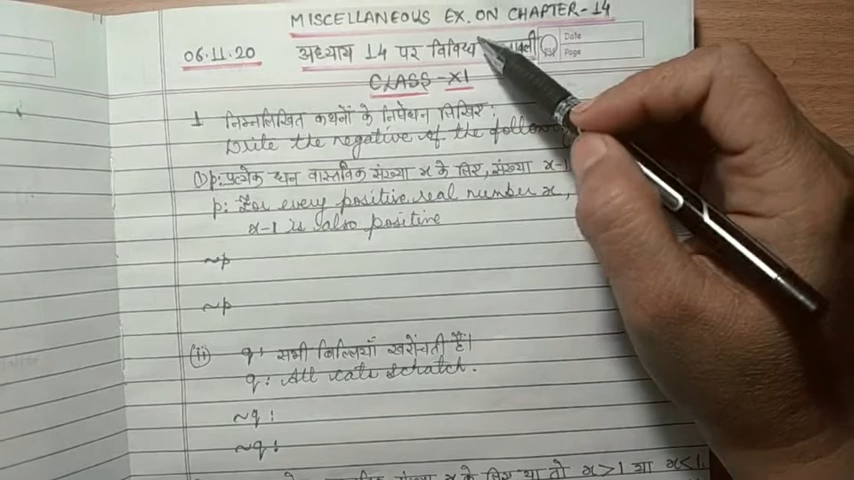 MISCELLANEOUS EX. ON CHAPTER-14
06.11.20 अध्याय 14 पर विविध
Date
Page
CLASS-XI
1 निम्नलिखित कथनों के निषेधन लिखिए:
Write the negative of the
(i) p: प्रत्येक धन वास्तविक संख्या x के लिए, संख्या x-1
p: For every positive real number x,
x-1 is also positive
~p
~p
(ii) q: सभी बिल्लियाँ खरोंचती हैं।
q: All cats scratch.
~q:
~q:
संख्या x के लिए या तो x>1 या x<1.